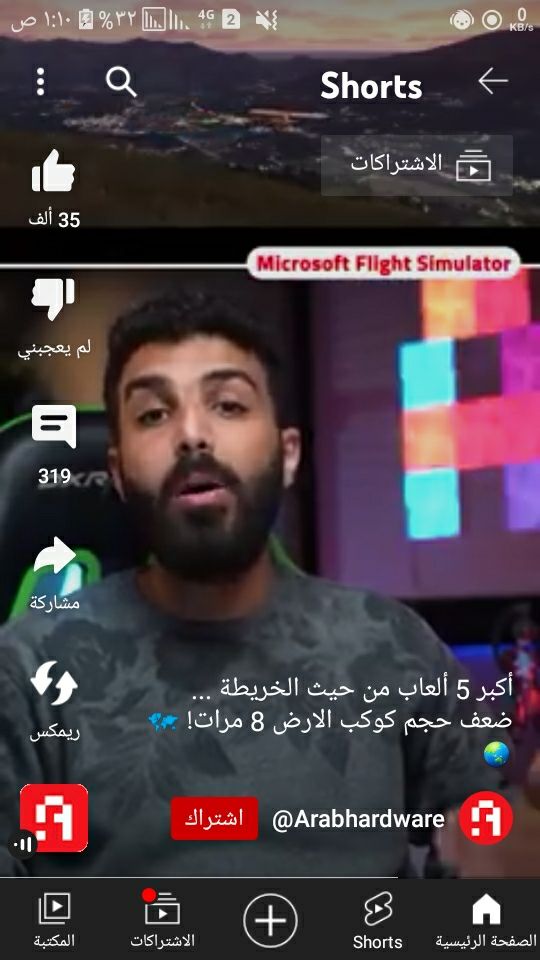 ١:١٠ ص
%٣٢
4G
2
0
KB/s
Shorts
الاشتراكات
35 ألف
Microsoft Flight Simulator
لم يعجبني
319
مشاركة
أكبر 5 ألعاب من حيث الخريطة ...
ضعف حجم كوكب الارض 8 مرات! 🗺️
🌏
ريمكس
@Arabhardware
اشتراك
الصفحة الرئيسية
Shorts
الاشتراكات
المكتبة